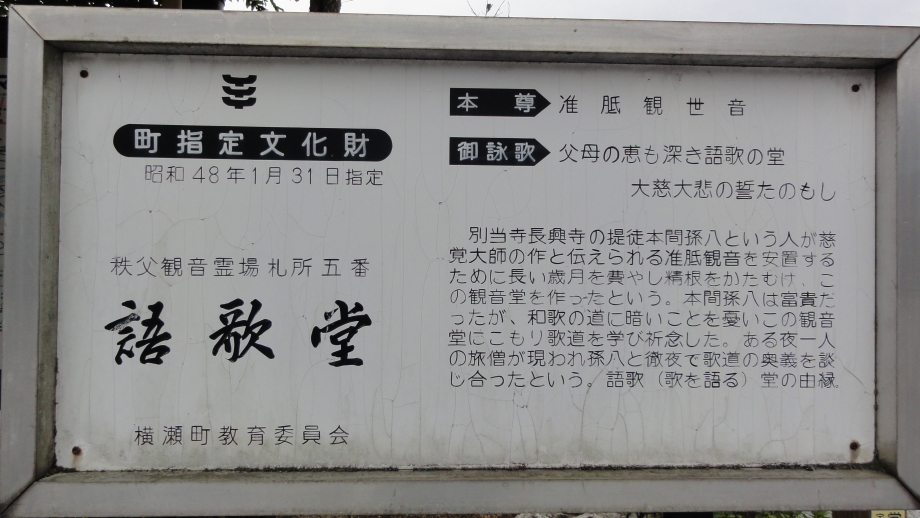 町指定文化財
昭和48年1月31日指定
秩父観音霊場札所五番
語歌堂
横瀬町教育委員会
本尊 准胝観世音
御詠歌 父母の恵も深き語歌の堂
大慈大悲の誓たのもし
別当寺長興寺の提徒本間孫八という人が慈
覚大師の作と伝えられる准胝観音を安置する
ために長い歳月を費やし精根をかたむけ、こ
の観音堂を作ったという。本間孫八は富貴だ
ったが、和歌の道に暗いことを憂いこの観音
堂にこもり歌道を学び祈念した。ある夜一人
の旅僧が現われ孫八と徹夜で歌道の奥義を談
じ合ったという。語歌（歌を語る）堂の由縁